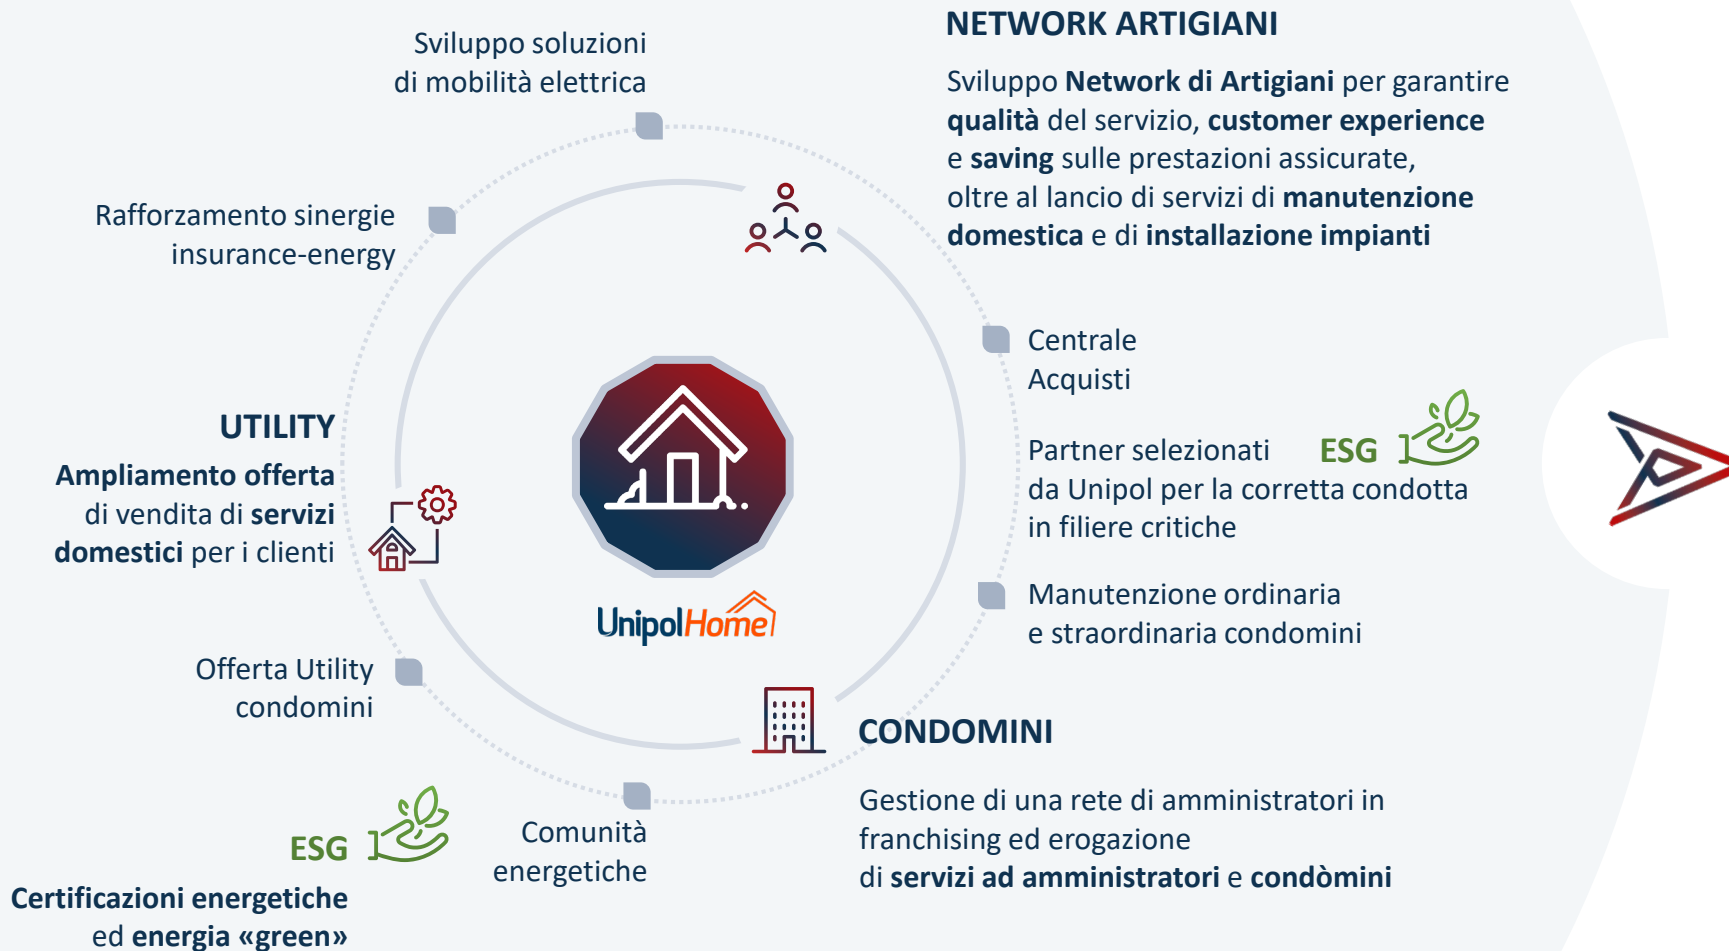 NETWORK ARTIGIANI
Sviluppo Network di Artigiani per garantire
qualità del servizio, customer experience
e saving sulle prestazioni assicurate,
oltre al lancio di servizi di manutenzione
domestica e di installazione impianti
Sviluppo soluzioni
di mobilità elettrica
Rafforzamento sinergie
insurance-energy
Centrale
Acquisti
Partner selezionati
da Unipol per la corretta condotta
in filiere critiche
ESG
Manutenzione ordinaria
e straordinaria condomini
UTILITY
Ampliamento offerta
di vendita di servizi
domestici per i clienti
UnipolHome
Offerta Utility
condomini
CONDOMINI
Gestione di una rete di amministratori in
franchising ed erogazione
di servizi ad amministratori e condòmini
Comunità
energetiche
ESG
Certificazioni energetiche
ed energia «green»